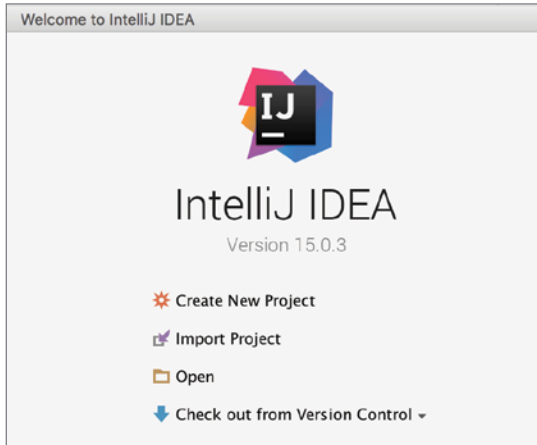 Welcome to IntelliJ IDEA
IJ
IntelliJ IDEA
Version 15.0.3
Create New Project
Import Project
Open
Check out from Version Control